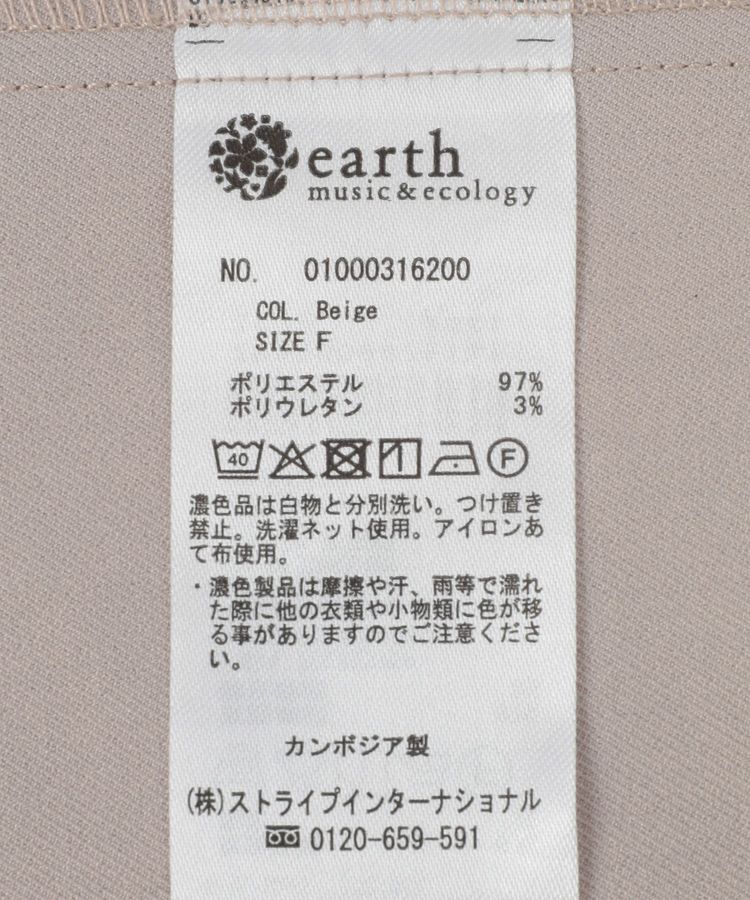 earth
music&ecology
NO. 01000316200
COL. Beige
SIZE F
ポリエステル 97%
ポリウレタン 3%
40
F
濃色品は白物と分別洗い。つけ置き
禁止。洗濯ネット使用。アイロンあ
て布使用。
・濃色製品は摩擦や汗、雨等で濡れ
た際に他の衣類や小物類に色が移
る事がありますのでご注意くださ
い。
カンボジア製
(株)ストライプインターナショナル
0120-659-591